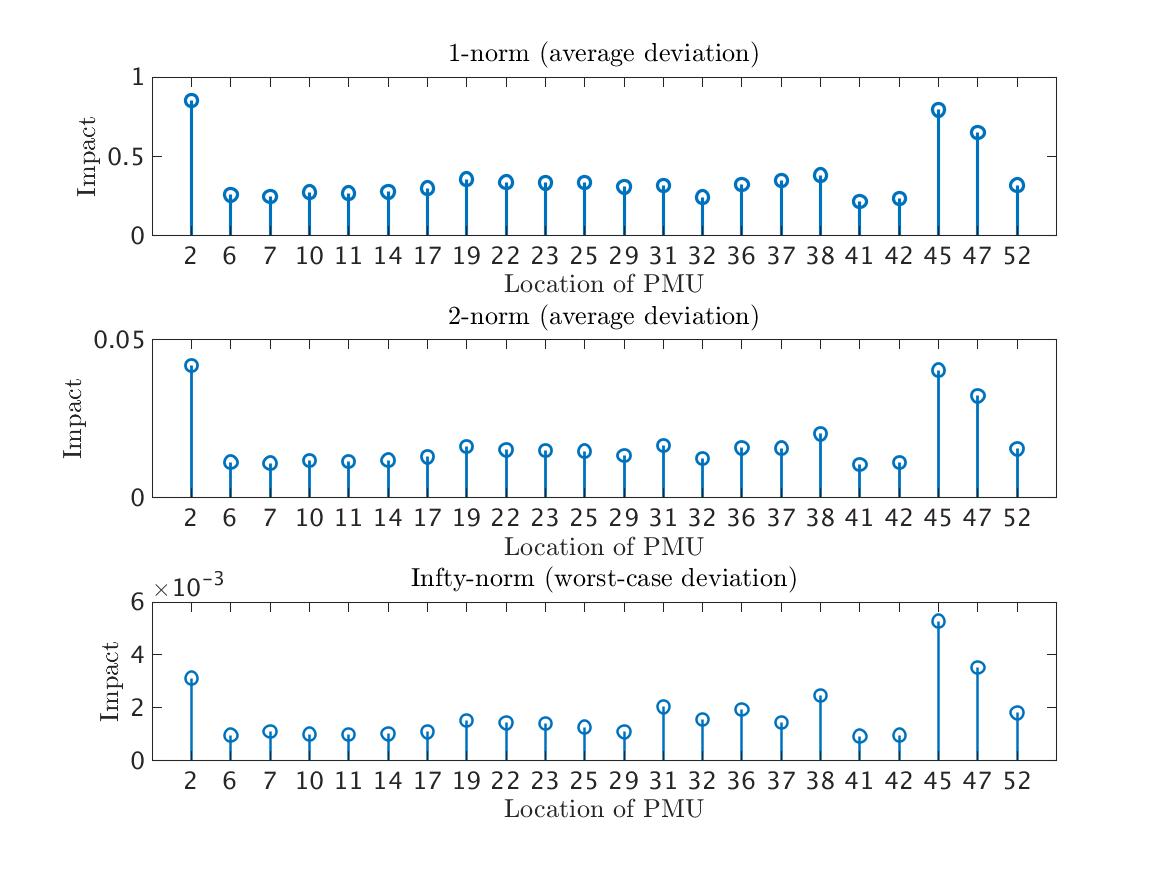 1-norm (average deviation)
1
0.5
0
Impact
2 6 7 10 11 14 17 19 22 23 25 29 31 32 36 37 38 41 42 45 47 52
Location of PMU
2-norm (average deviation)
0.05
0
Impact
2 6 7 10 11 14 17 19 22 23 25 29 31 32 36 37 38 41 42 45 47 52
Location of PMU
Infty-norm (worst-case deviation)
×10⁻³
6
4
2
0
Impact
2 6 7 10 11 14 17 19 22 23 25 29 31 32 36 37 38 41 42 45 47 52
Location of PMU